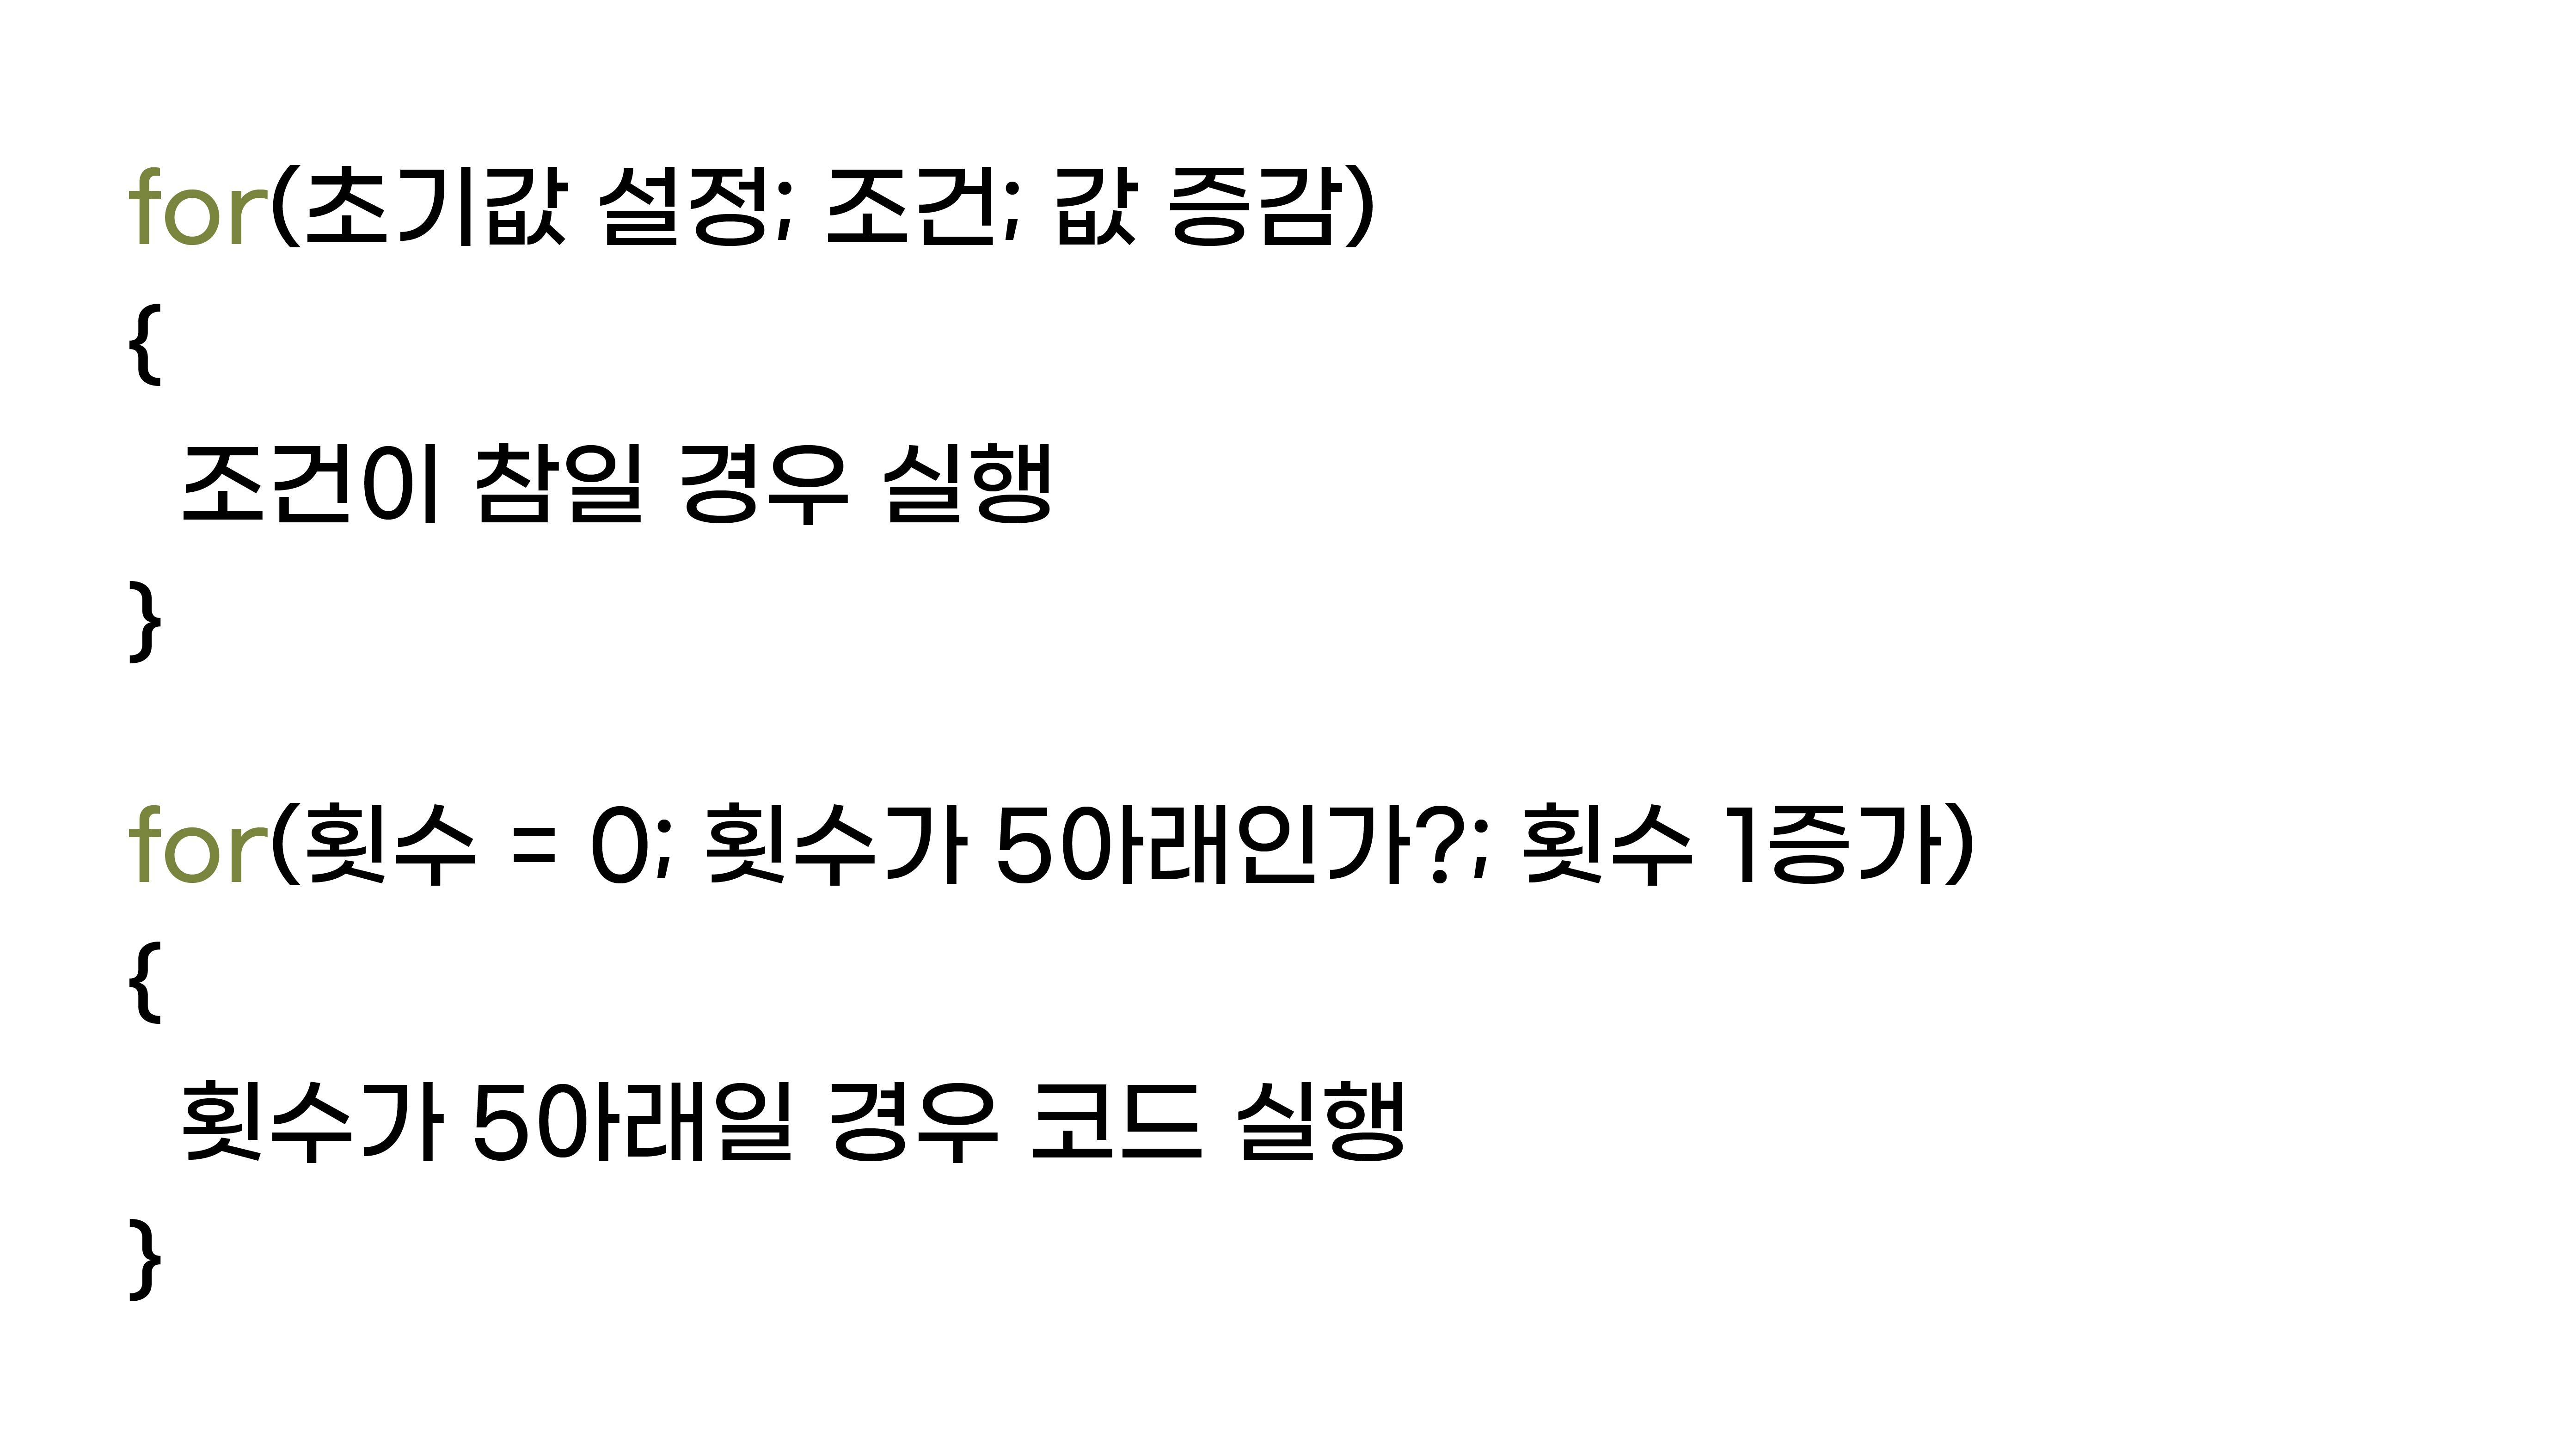 for(초기값 설정; 조건; 값 증감)
{
조건이 참일 경우 실행
}
for(횟수 = 0; 횟수가 5아래인가?; 횟수 1증가)
{
횟수가 5아래일 경우 코드 실행
}